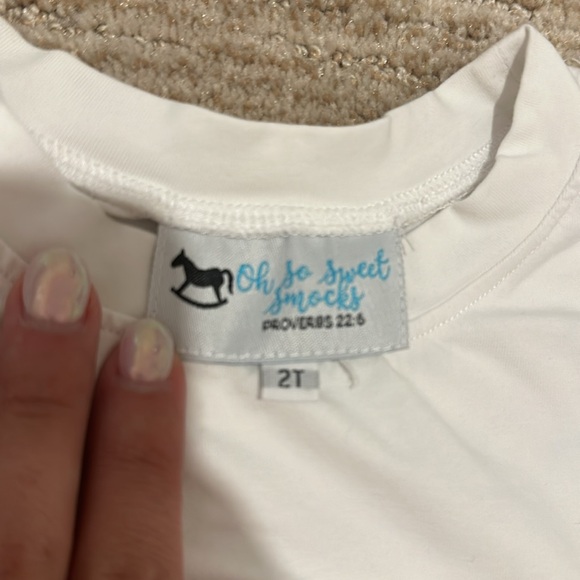 Oh so sweet
smocks
PROVERBS 22:6
2T